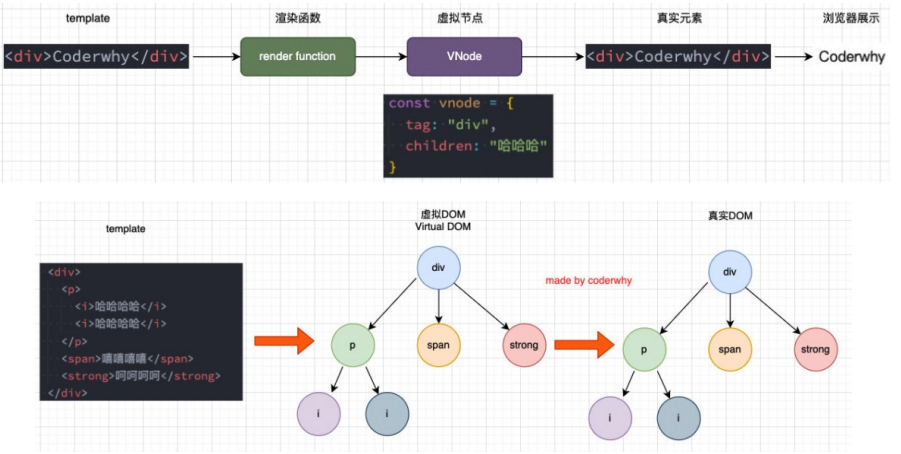 template
渲染函数
虚拟节点
真实元素
浏览器展示
<div>Coderwhy</div>
render function
VNode
<div>Coderwhy</div>
Coderwhy
const vnode = {
tag: "div",
children: "哈哈哈"
}
template
虚拟DOM
Virtual DOM
真实DOM
<div>
<p>
<i>哈哈哈哈</i>
<i>哈哈哈哈</i>
</p>
<span>嘻嘻嘻嘻</span>
<strong>呵呵呵呵</strong>
</div>
div
p
span
strong
i
i
made by coderwhy
div
p
span
strong
i
i